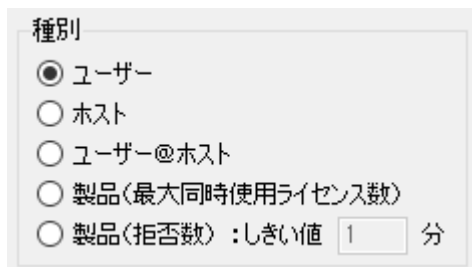 種別
ユーザー
ホスト
ユーザー@ホスト
製品(最大同時使用ライセンス数)
製品(拒否数) :しきい値 1 分